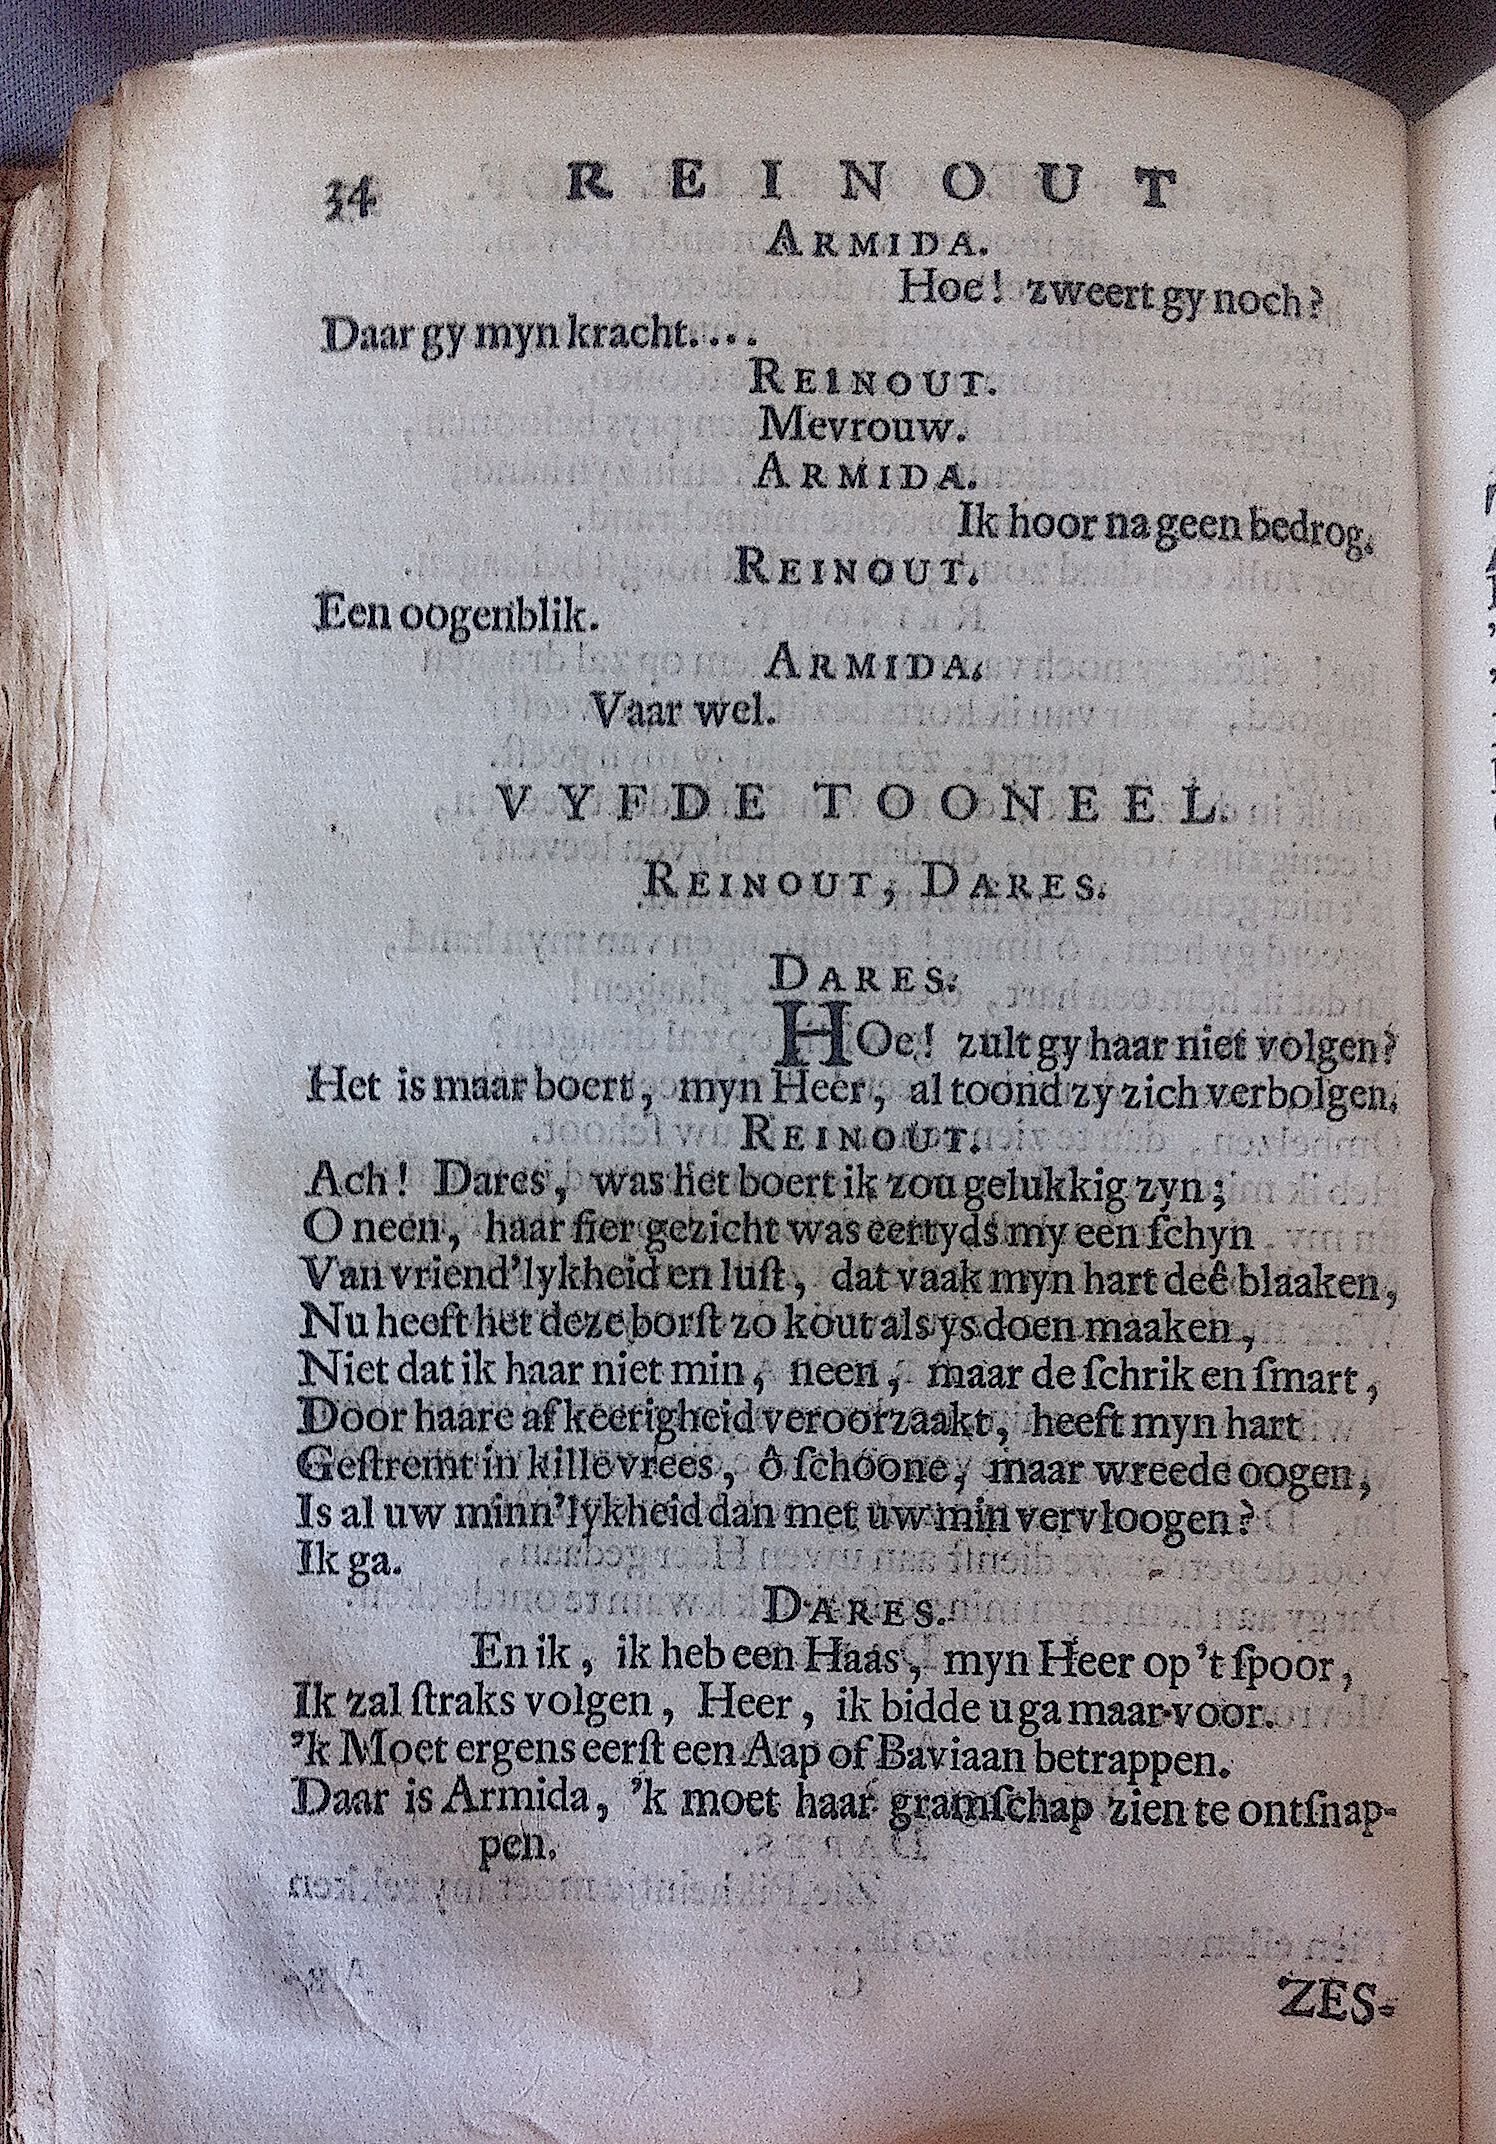 34 REINOUT
ARMIDA.
Hoe! zweert gy noch?
Daar gy myn kracht....
REINOUT.
Mevrouw.
ARMIDA.
Ik hoor na geen bedrog.
REINOUT.
Een oogenblik.
ARMIDA.
Vaar wel.
VYFDE TOONEEL.
REINOUT, DARES.
DARES.
HOe! zult gy haar niet volgen?
Het is maar boert, myn Heer, al toond zy zich verbolgen.
REINOUT.
Ach! Dares, was het boert ik zou gelukkig zyn;
O neen, haar fier gezicht was eertyds my een ſchyn
Van vriend'lykheid en luſt, dat vaak myn hart deê blaaken,
Nu heeft het deze borſt zo kout als ys doen maaken,
Niet dat ik haar niet min, neen, maar de ſchrik en ſmart,
Door haare afkeerigheid veroorzaakt, heeft myn hart
Geſtremt in kille vrees, ô ſchoone, maar wreede oogen,
Is al uw minn'lykheid dan met uw min vervloogen?
Ik ga.
DARES.
En ik, ik heb een Haas, myn Heer op 't ſpoor,
Ik zal ſtraks volgen, Heer, ik bidde u ga maar voor.
'k Moet ergens eerſt een Aap of Baviaan betrappen.
Daar is Armida, 'k moet haar gramſchap zien te ontſnap-
pen.
ZES-